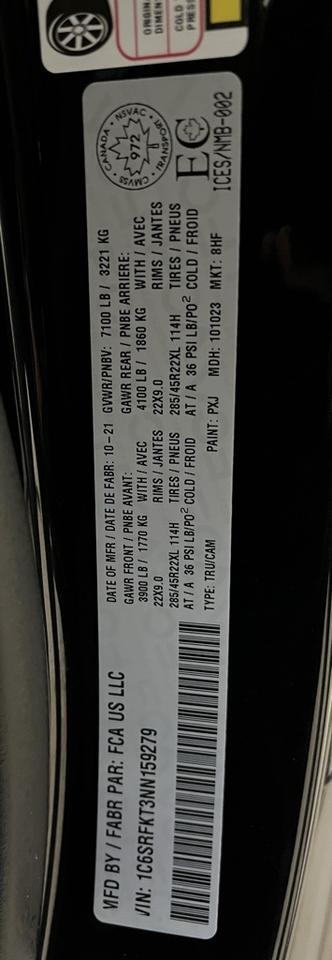 ORIGIN
DIMENT
COLD
PRESS
MFD BY / FABR PAR: FCA US LLC
VIN: 1C6SRFKT3NN159279
DATE OF MFR / DATE DE FABR: 10-21 GVWR/PNBV: 7100 LB / 3221 KG
GAWR FRONT / PNBE AVANT: GAWR REAR / PNBE ARRIERE:
3900 LB / 1770 KG WITH / AVEC 4100 LB / 1860 KG WITH / AVEC
22X9.0 RIMS / JANTES 22X9.0 RIMS / JANTES
285/45R22XL 114H TIRES / PNEUS 285/45R22XL 114H TIRES / PNEUS
AT / A 36 PSI LB/PO² COLD / FROID AT / A 36 PSI LB/PO² COLD / FROID
TYPE: TRU/CAM PAINT: PXJ MDH: 101023 MKT: 8HF
CANADA • NSVAC • TRANSPORT • CMVSS
972
EC
ICES/NMB-002